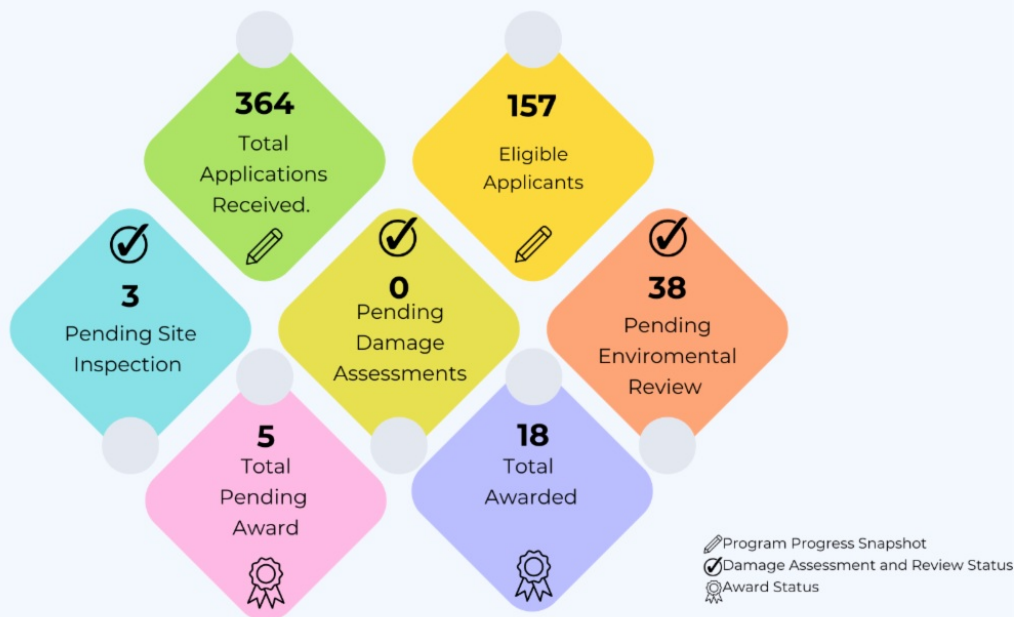 364
Total
Applications
Received.
157
Eligible
Applicants
3
Pending Site
Inspection
0
Pending
Damage
Assessments
38
Pending
Enviromental
Review
5
Total
Pending
Award
18
Total
Awarded
Program Progress Snapshot
Damage Assessment and Review Status
Award Status